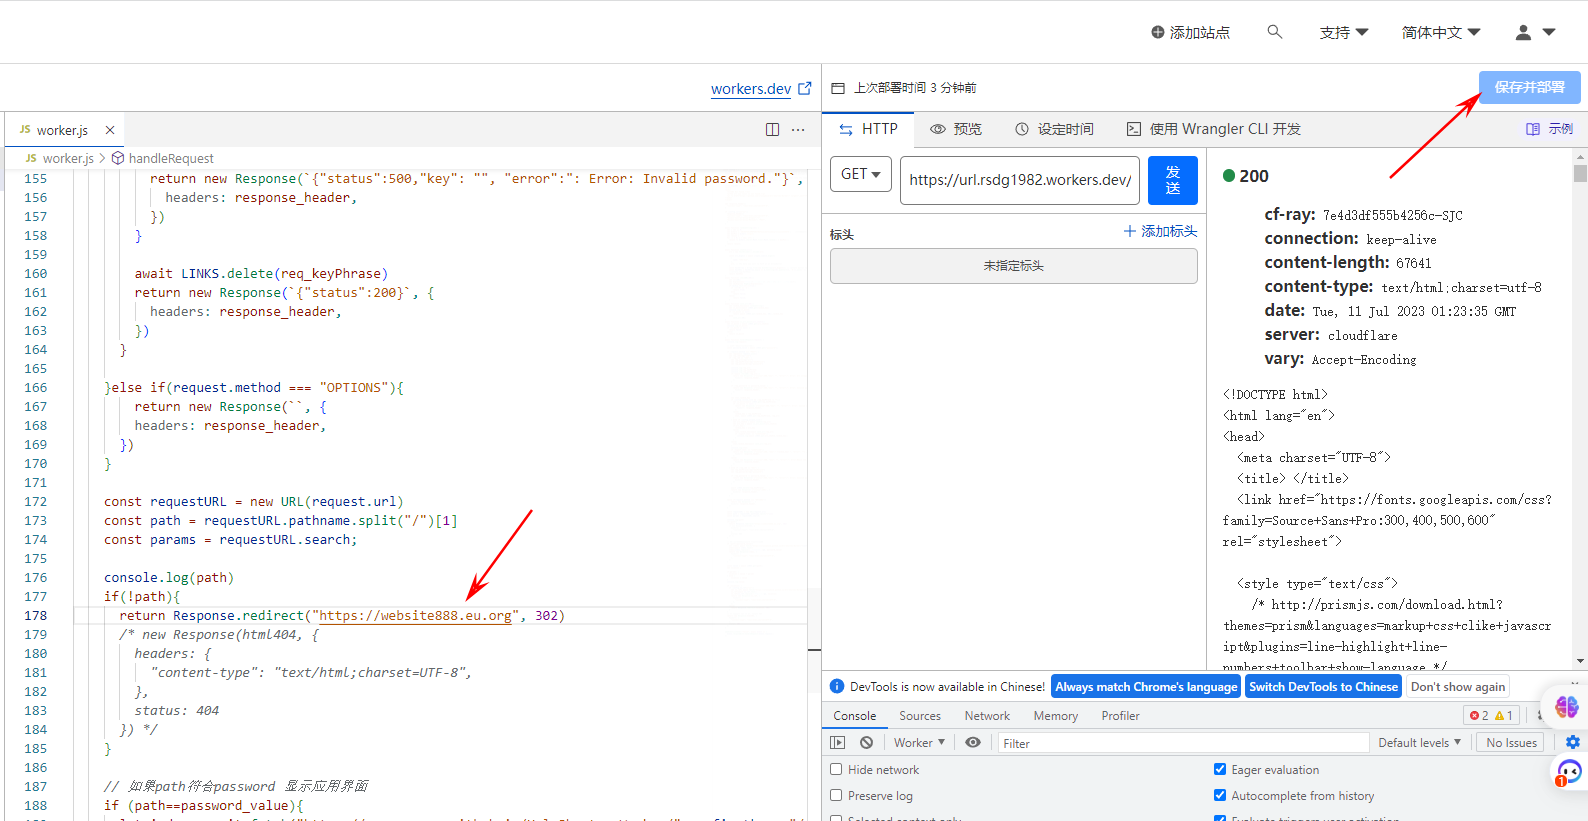 添加站点
支持
简体中文
workers.dev
上次部署时间 3 分钟前
保存并部署
JS worker.js
HTTP
预览
设定时间
使用 Wrangler CLI 开发
示例
JS worker.js > handleRequest
155 return new Response(`{"status":500,"key": "", "error":": Error: Invalid password."}`,
156 headers: response_header,
157 })
158 }
159
160 await LINKS.delete(req_keyPhrase)
161 return new Response(`{"status":200}`, {
162 headers: response_header,
163 })
164 }
165
166 }else if(request.method === "OPTIONS"){
167 return new Response(``, {
168 headers: response_header,
169 })
170 }
171
172 const requestURL = new URL(request.url)
173 const path = requestURL.pathname.split("/")[1]
174 const params = requestURL.search;
175
176 console.log(path)
177 if(!path){
178 return Response.redirect("https://website888.eu.org", 302)
179 /* new Response(html404, {
180 headers: {
181 "content-type": "text/html;charset=UTF-8",
182 },
183 status: 404
184 }) */
185 }
186
187 // 如果path符合password 显示应用界面
188 if (path==password_value){
GET
https://url.rsdg1982.workers.dev/
发
送
标头
添加标头
未指定标头
200
cf-ray: 7e4d3df555b4256c-SJC
connection: keep-alive
content-length: 67641
content-type: text/html;charset=utf-8
date: Tue, 11 Jul 2023 01:23:35 GMT
server: cloudflare
vary: Accept-Encoding
<!DOCTYPE html>
<html lang="en">
<head>
<meta charset="UTF-8">
<title> </title>
<link href="https://fonts.googleapis.com/css?
family=Source+Sans+Pro:300,400,500,600"
rel="stylesheet">
<style type="text/css">
/* http://prismjs.com/download.html?
themes=prism&languages=markup+css+clike+javascr
ipt&plugins=line-highlight+line-
numbers+toolbar+show-language */
DevTools is now available in Chinese!
Always match Chrome's language
Switch DevTools to Chinese
Don't show again
Console
Sources
Network
Memory
Profiler
2
1
Worker
Filter
Default levels
No Issues
Hide network
Eager evaluation
Preserve log
Autocomplete from history
Selected context only
Evaluate triggers user activation
1